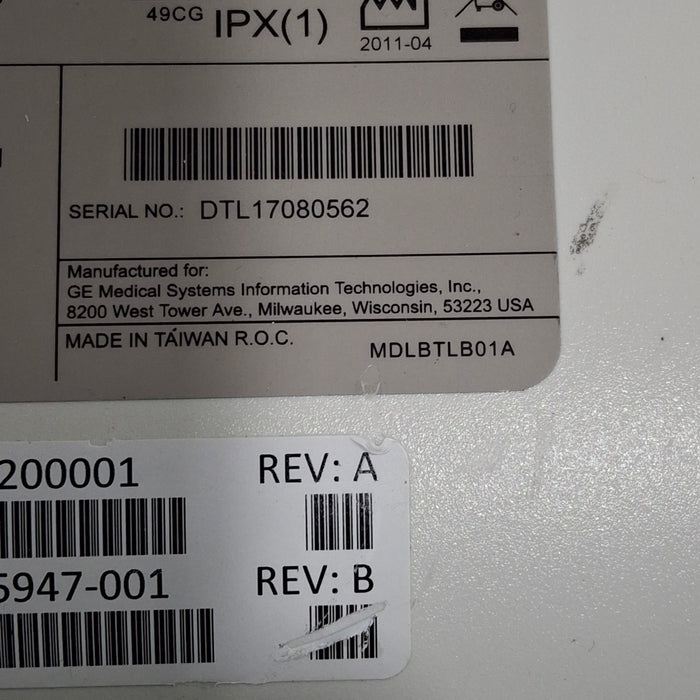 49CG IPX(1)
2011-04
SERIAL NO.: DTL17080562
Manufactured for:
GE Medical Systems Information Technologies, Inc.,
8200 West Tower Ave., Milwaukee, Wisconsin, 53223 USA
MADE IN TAIWAN R.O.C.
MDLBTLB01A
200001 REV: A
5947-001 REV: B